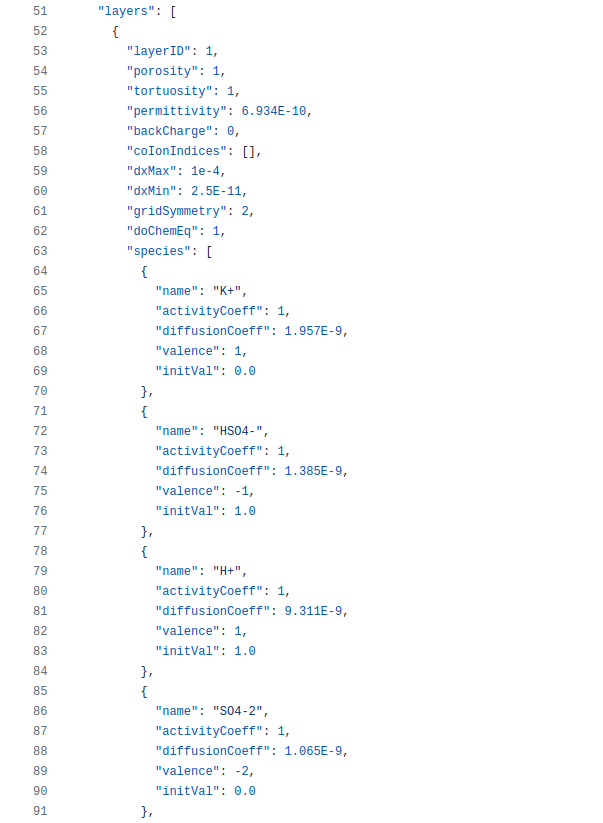 51 "layers": [
52 {
53 "layerID": 1,
54 "porosity": 1,
55 "tortuosity": 1,
56 "permittivity": 6.934E-10,
57 "backCharge": 0,
58 "coIonIndices": [],
59 "dxMax": 1e-4,
60 "dxMin": 2.5E-11,
61 "gridSymmetry": 2,
62 "doChemEq": 1,
63 "species": [
64 {
65 "name": "K+",
66 "activityCoeff": 1,
67 "diffusionCoeff": 1.957E-9,
68 "valence": 1,
69 "initVal": 0.0
70 },
71 {
72 "name": "HSO4-",
73 "activityCoeff": 1,
74 "diffusionCoeff": 1.385E-9,
75 "valence": -1,
76 "initVal": 1.0
77 },
78 {
79 "name": "H+",
80 "activityCoeff": 1,
81 "diffusionCoeff": 9.311E-9,
82 "valence": 1,
83 "initVal": 1.0
84 },
85 {
86 "name": "SO4-2",
87 "activityCoeff": 1,
88 "diffusionCoeff": 1.065E-9,
89 "valence": -2,
90 "initVal": 0.0
91 },